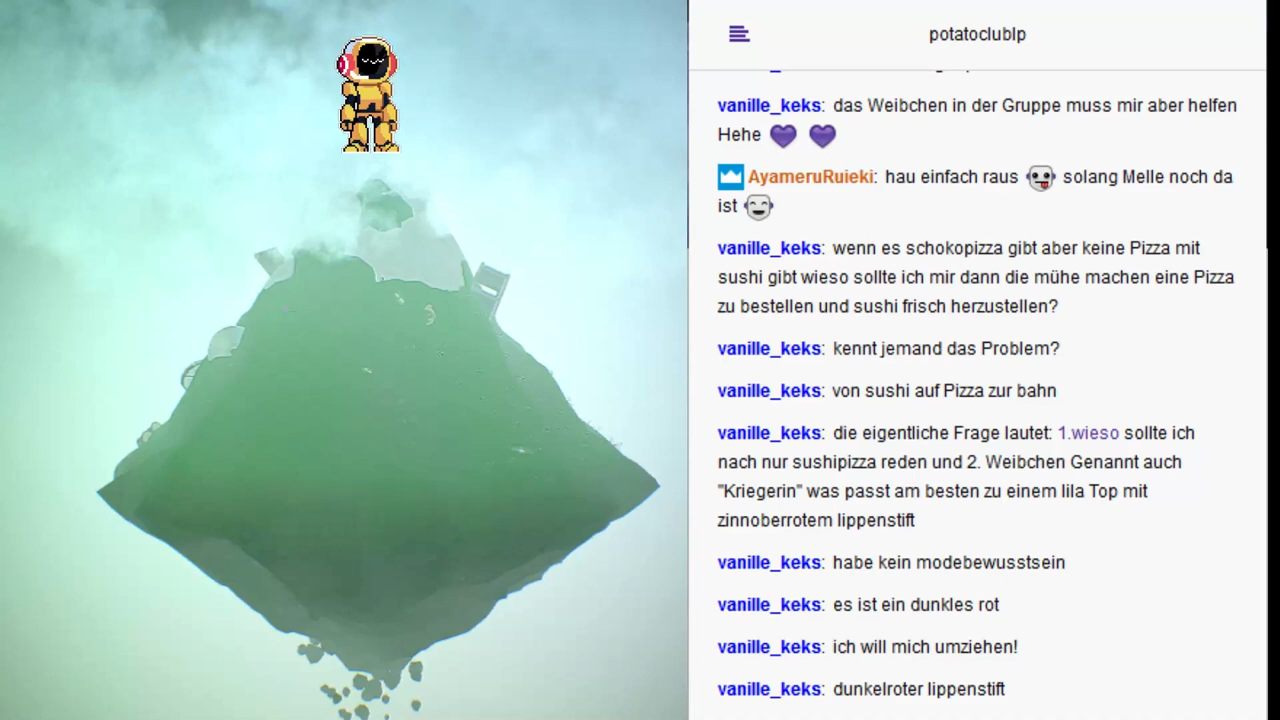 potatoclublp
vanille_keks: das Weibchen in der Gruppe muss mir aber helfen
Hehe
AyameruRuieki: hau einfach raus solang Melle noch da
ist
vanille_keks: wenn es schokopizza gibt aber keine Pizza mit
sushi gibt wieso sollte ich mir dann die mühe machen eine Pizza
zu bestellen und sushi frisch herzustellen?
vanille_keks: kennt jemand das Problem?
vanille_keks: von sushi auf Pizza zur bahn
vanille_keks: die eigentliche Frage lautet: 1.wieso sollte ich
nach nur sushipizza reden und 2. Weibchen Genannt auch
"Kriegerin" was passt am besten zu einem lila Top mit
zinnoberrotem lippenstift
vanille_keks: habe kein modebewusstsein
vanille_keks: es ist ein dunkles rot
vanille_keks: ich will mich umziehen!
vanille_keks: dunkelroter lippenstift